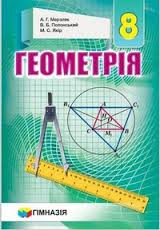 А. Г. Мерзляк
В. Б. Полонський
М. С. Якір
8
ГЕОМЕТРІЯ
ГІМНАЗІЯ